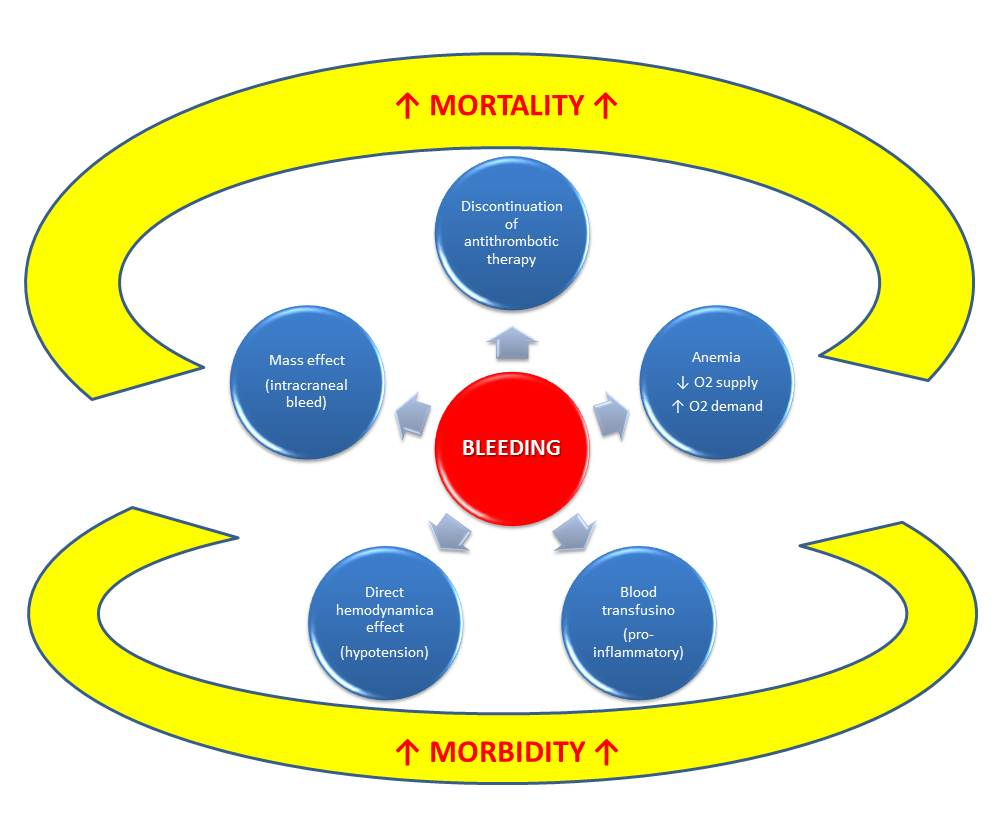 ↑ MORTALITY ↑
Discontinuation
of
antithrombotic
therapy
Mass effect
(intracraneal
bleed)
Anemia
↓ O2 supply
↑ O2 demand
BLEEDING
Direct
hemodynamica
effect
(hypotension)
Blood
transfusino
(pro-
inflammatory)
↑ MORBIDITY ↑